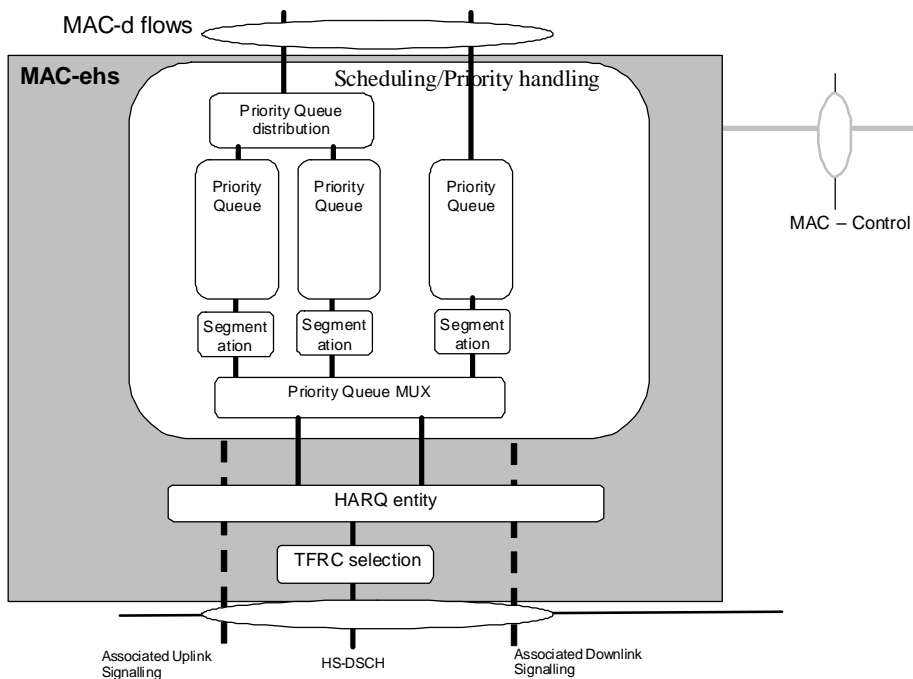 MAC-d flows
MAC-ehs
Scheduling/Priority handling
Priority Queue
distribution
Priority
Queue
Priority
Queue
Priority
Queue
MAC – Control
Segment
ation
Segment
ation
Segment
ation
Priority Queue MUX
HARQ entity
TFRC selection
Associated Uplink
Signalling
HS-DSCH
Associated Downlink
Signalling